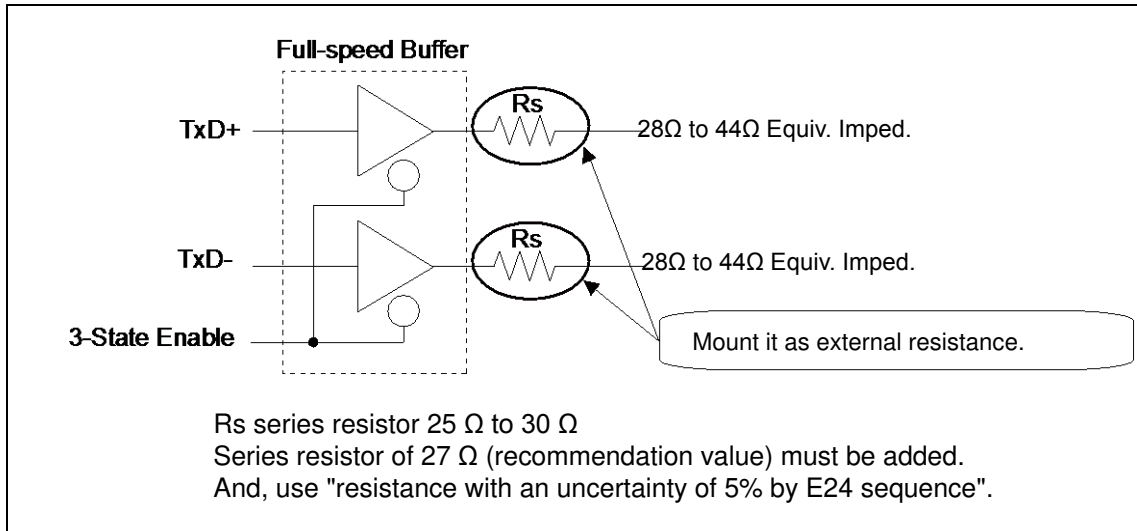 Full-speed Buffer
TxD+
Rs
28Ω to 44Ω Equiv. Imped.
TxD-
Rs
28Ω to 44Ω Equiv. Imped.
3-State Enable
Mount it as external resistance.
Rs series resistor 25 Ω to 30 Ω
Series resistor of 27 Ω (recommendation value) must be added.
And, use "resistance with an uncertainty of 5% by E24 sequence".